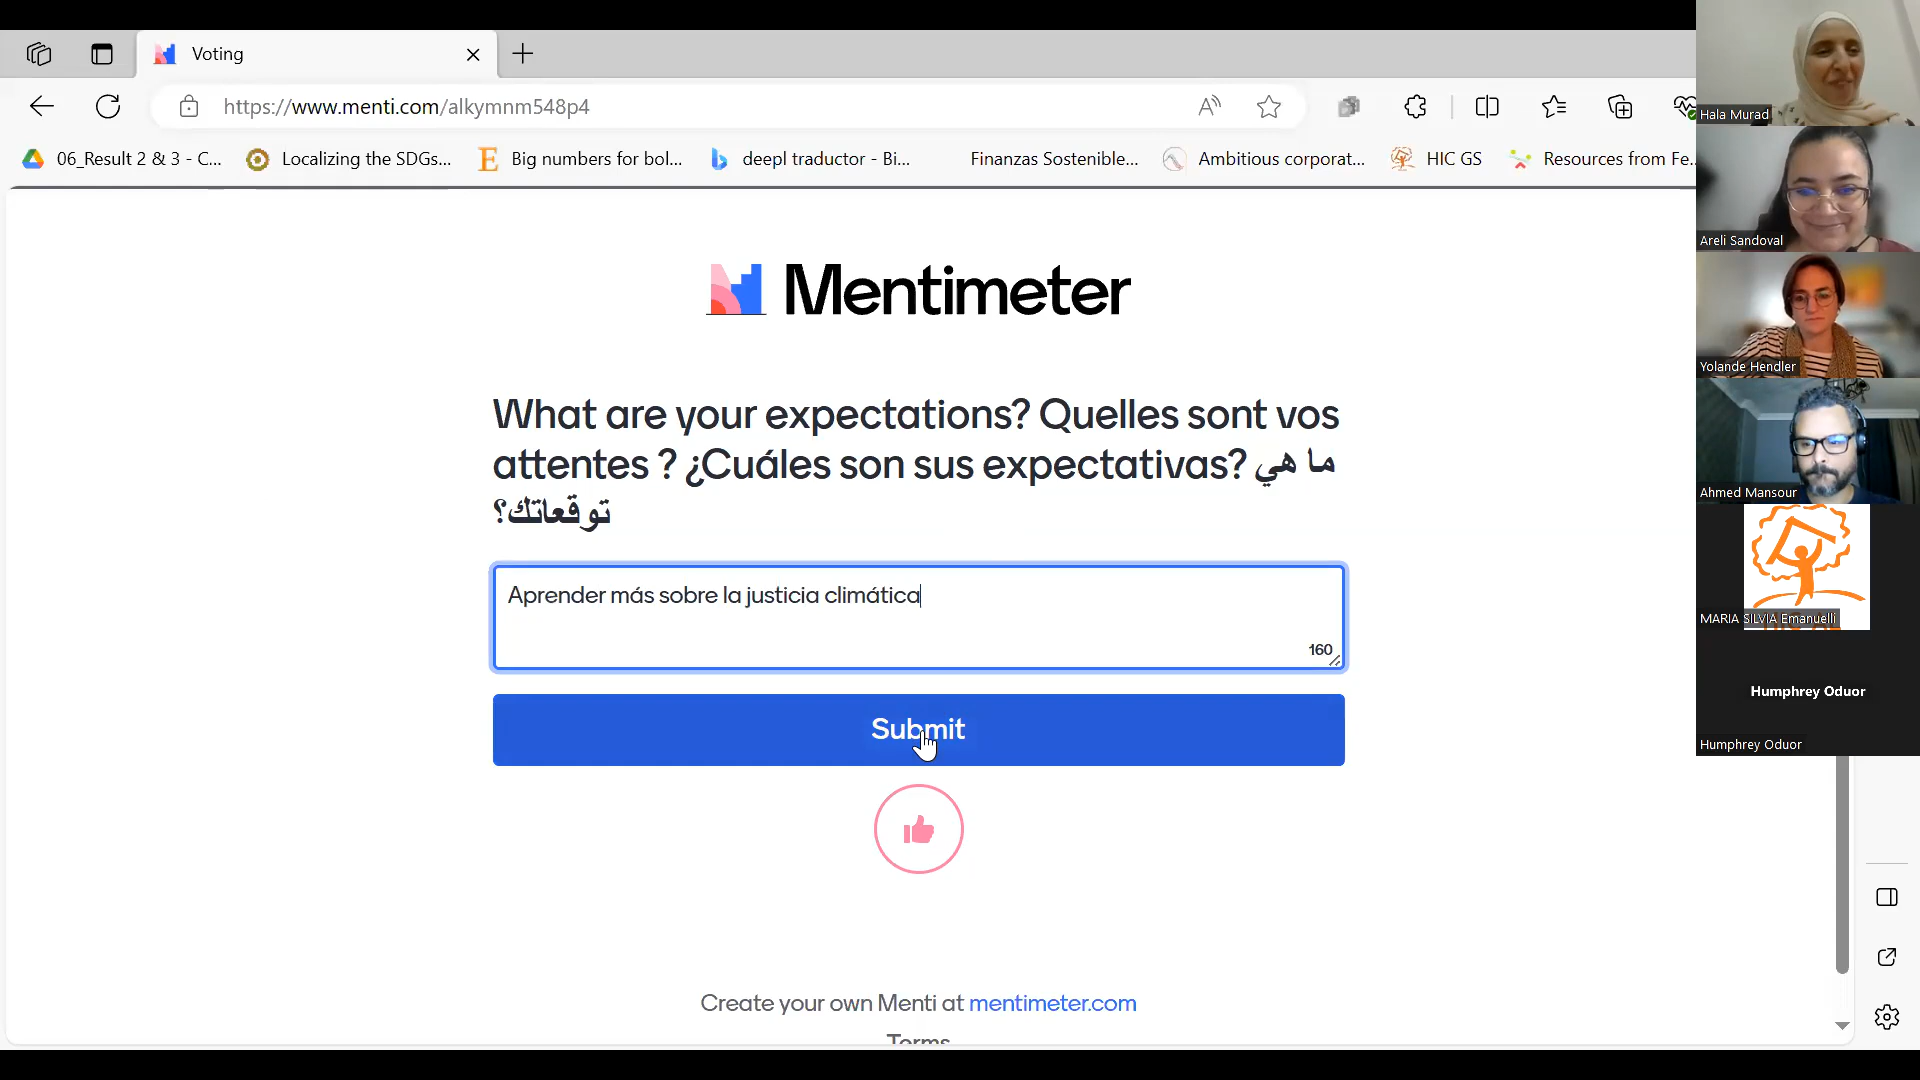 Voting
https://www.menti.com/alkymnm548p4
06_Result 2 & 3 - C...
Localizing the SDGs...
Big numbers for bol...
deepl traductor - Bi...
Finanzas Sostenible...
Ambitious corporat...
HIC GS
Resources from Fe...
Mentimeter
What are your expectations? Quelles sont vos
attentes ? ¿Cuáles son sus expectativas? ما هي
توقعاتك؟
Aprender más sobre la justicia climática
160
Submit
Create your own Menti at mentimeter.com
Terms
Hala Murad
Areli Sandoval
Yolande Hendler
Ahmed Mansour
MARIA SILVIA Emanuelli
Humphrey Oduor
Humphrey Oduor